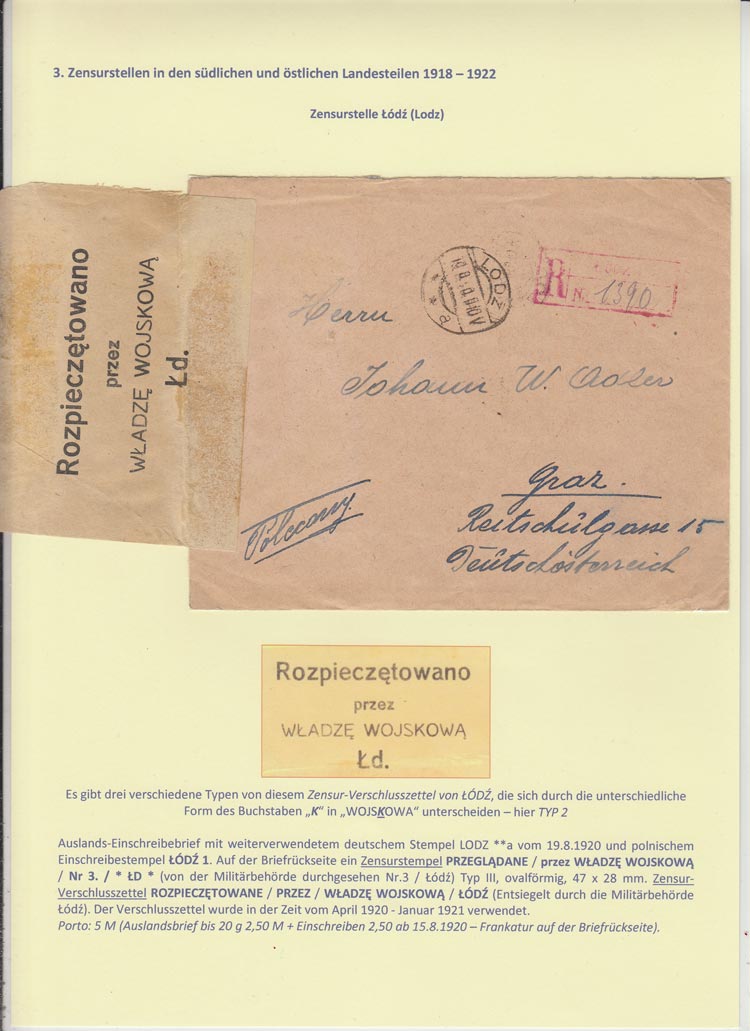 3. Zensurstellen in den südlichen und östlichen Landesteilen 1918 – 1922
Zensurstelle Łódź (Lodz)
Rozpieczętowano
przez
WŁADZĘ WOJSKOWĄ
Łd.
LODZ
a
R
N. 1390
Herrn
Johann W. Adler
Graz.
Reitschulgasse 15
Deutschösterreich
Polecony
Rozpieczętowano
przez
WŁADZĘ WOJSKOWĄ
Łd.
Es gibt drei verschiedene Typen von diesem Zensur-Verschlusszettel von ŁÓDŹ, die sich durch die unterschiedliche
Form des Buchstaben „K“ in „WOJSKOWA“ unterscheiden – hier TYP 2
Auslands-Einschreibebrief mit weiterverwendetem deutschem Stempel LODZ **a vom 19.8.1920 und polnischem
Einschreibestempel ŁÓDŹ 1. Auf der Briefrückseite ein Zensurstempel PRZEGLĄDANE / przez WŁADZĘ WOJSKOWĄ
/ Nr 3. / * ŁD * (von der Militärbehörde durchgesehen Nr.3 / Łódź) Typ III, ovalförmig, 47 x 28 mm. Zensur-
Verschlusszettel ROZPIECZĘTOWANE / PRZEZ / WŁADZĘ WOJSKOWĄ / ŁÓDŹ (Entsiegelt durch die Militärbehörde
Łódź). Der Verschlusszettel wurde in der Zeit vom April 1920 - Januar 1921 verwendet.
Porto: 5 M (Auslandsbrief bis 20 g 2,50 M + Einschreiben 2,50 ab 15.8.1920 – Frankatur auf der Briefrückseite).